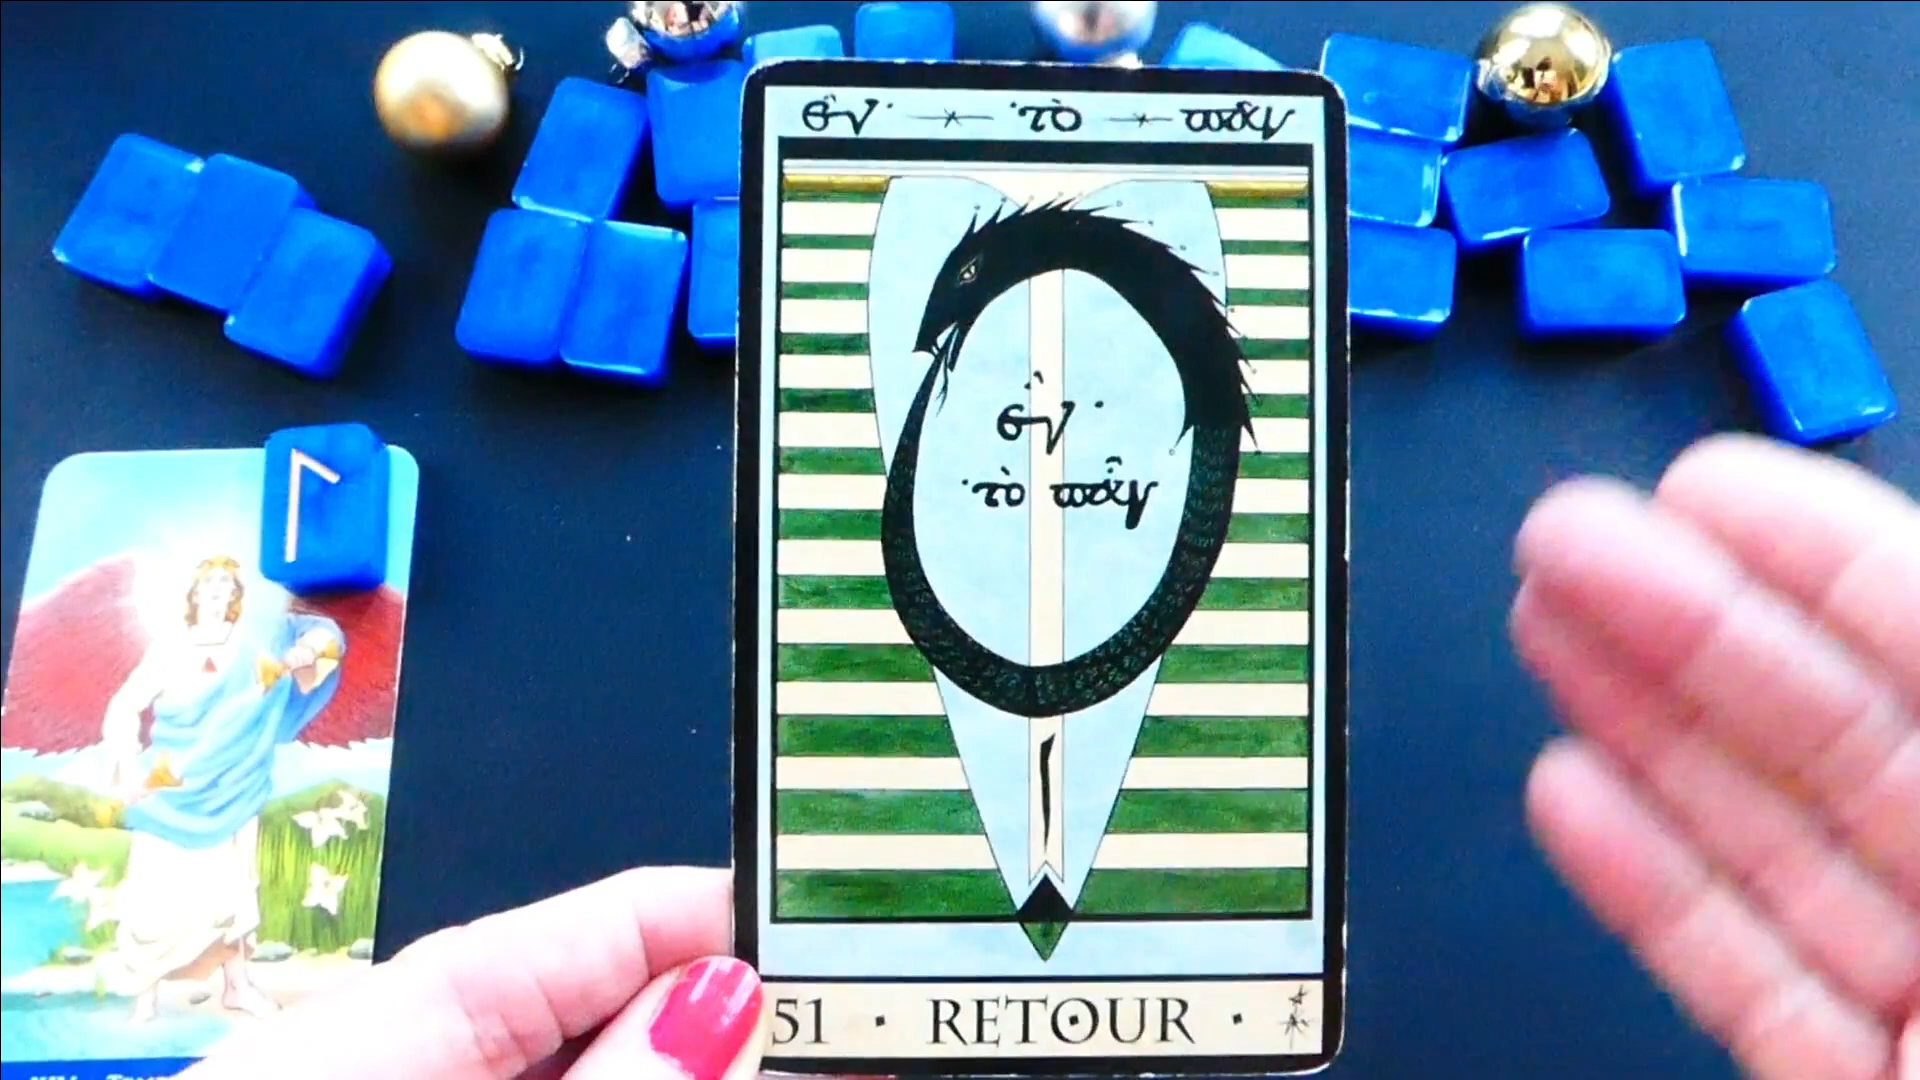 ἓν · τὸ · πᾶν
ἓν
τὸ πᾶν
51 · RETOUR ·
ᛚ